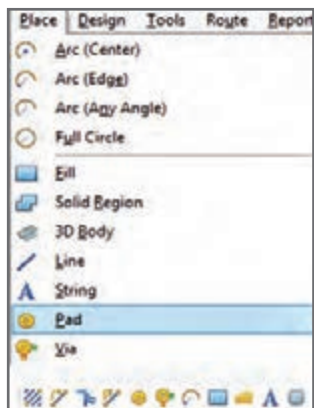 Place Design Tools Route Report
Arc (Center)
Arc (Edge)
Arc (Any Angle)
Full Circle
Fill
Solid Region
3D Body
Line
String
Pad
Via